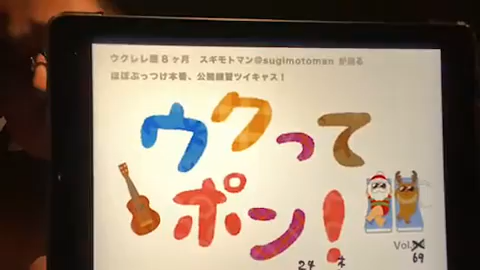 ウクレレ歴8ヶ月 スギモトマン@sugimotoman が送る
ほぼぶっつけ本番、公開練習ツイキャス!
ウクって
ポン!
Vol.
69